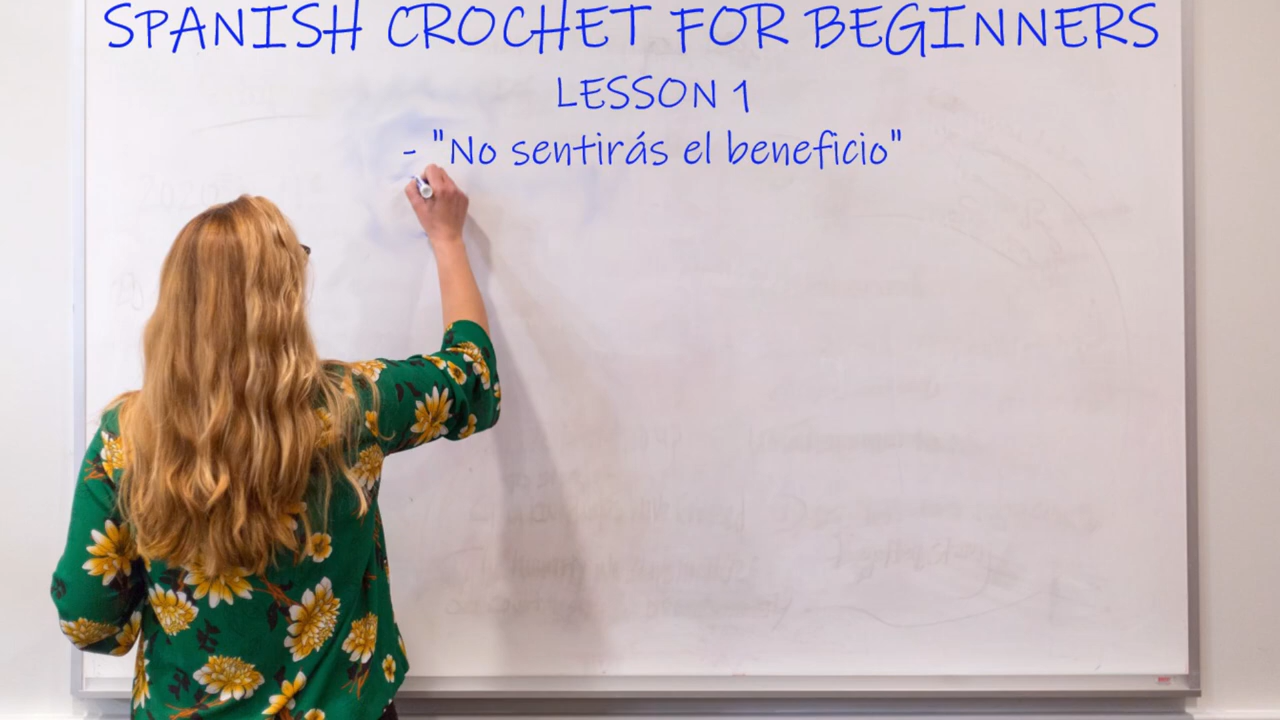 SPANISH CROCHET FOR BEGINNERS
LESSON 1
- "No sentirás el beneficio"